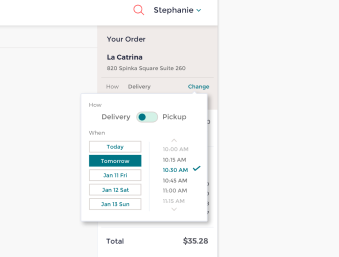 Stephanie
Your Order
La Catrina
920 Spinka Square Suite 260
How Delivery Change
How
Delivery Pickup
When
Today
Tomorrow
Jan 11 Fri
Jan 12 Sat
Jan 13 Sun
10:00 AM
10:15 AM
10:30 AM
10:45 AM
11:00 AM
11:15 AM
Total $35.28